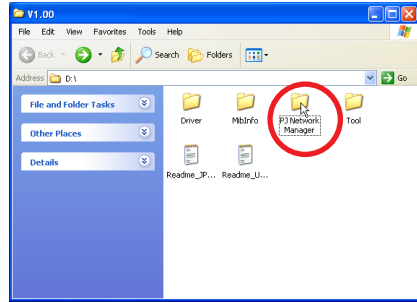 V1.00
File Edit View Favorites Tools Help
Back Search Folders
Address D:\ Go
File and Folder Tasks
Other Places
Details
Driver MibInfo PJ Network Manager Tool
Readme_JP... Readme_U...